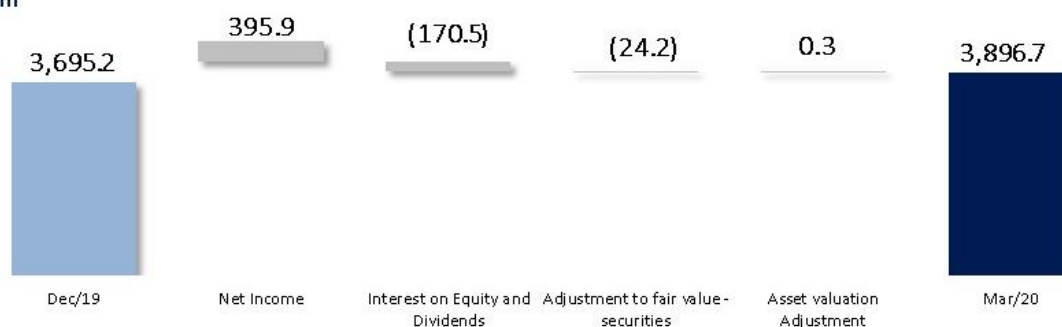 395.9
(170.5)
(24.2)
0.3
3,896.7
3,695.2
Dec/19
Net Income
Interest on Equity and
Dividends
Adjustment to fair value -
securities
Asset valuation
Adjustment
Mar/20